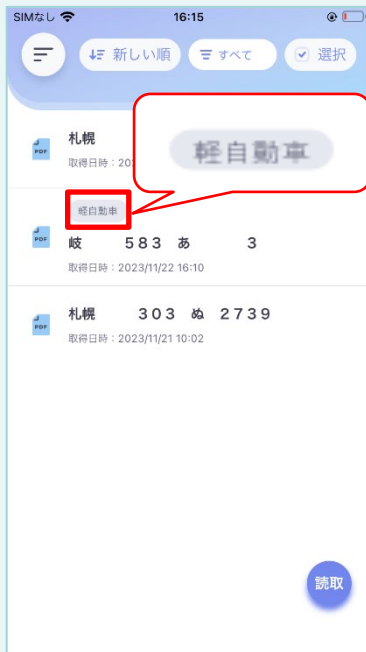 SIMなし 16:15
新しい順 すべて 選択
札幌
PDF
取得日時：202
軽自動車
軽自動車
岐 583 あ 3
PDF
取得日時：2023/11/22 16:10
札幌 303 ぬ 2739
PDF
取得日時：2023/11/21 10:02
読取